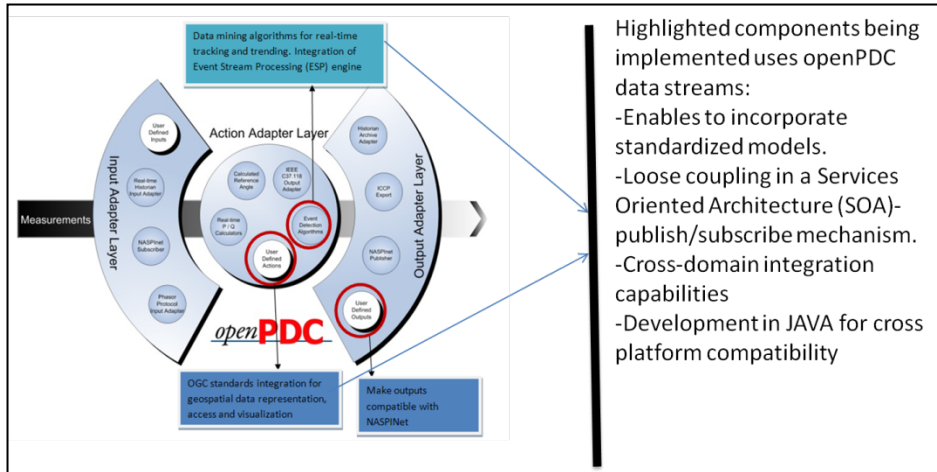 Data mining algorithms for real-time
tracking and trending. Integration of
Event Stream Processing (ESP) engine
Action Adapter Layer
Input Adapter Layer
Output Adapter Layer
Measurements
User
Defined
Inputs
Real-time
Historian
Input Adapter
NASPInet
Subscriber
Phasor
Protocol
Input Adapter
Calculated
Reference
Angle
IEEE
C37.118
Output
Adapter
Real-time
P / Q
Calculators
Event
Detection
Algorithms
User
Defined
Actions
Historian
Archive
Adapter
ICCP
Export
NASPInet
Publisher
User
Defined
Outputs
openPDC
OGC standards integration for
geospatial data representation,
access and visualization
Make outputs
compatible with
NASPINet
Highlighted components being
implemented uses openPDC
data streams:
-Enables to incorporate
standardized models.
-Loose coupling in a Services
Oriented Architecture (SOA)-
publish/subscribe mechanism.
-Cross-domain integration
capabilities
-Development in JAVA for cross
platform compatibility